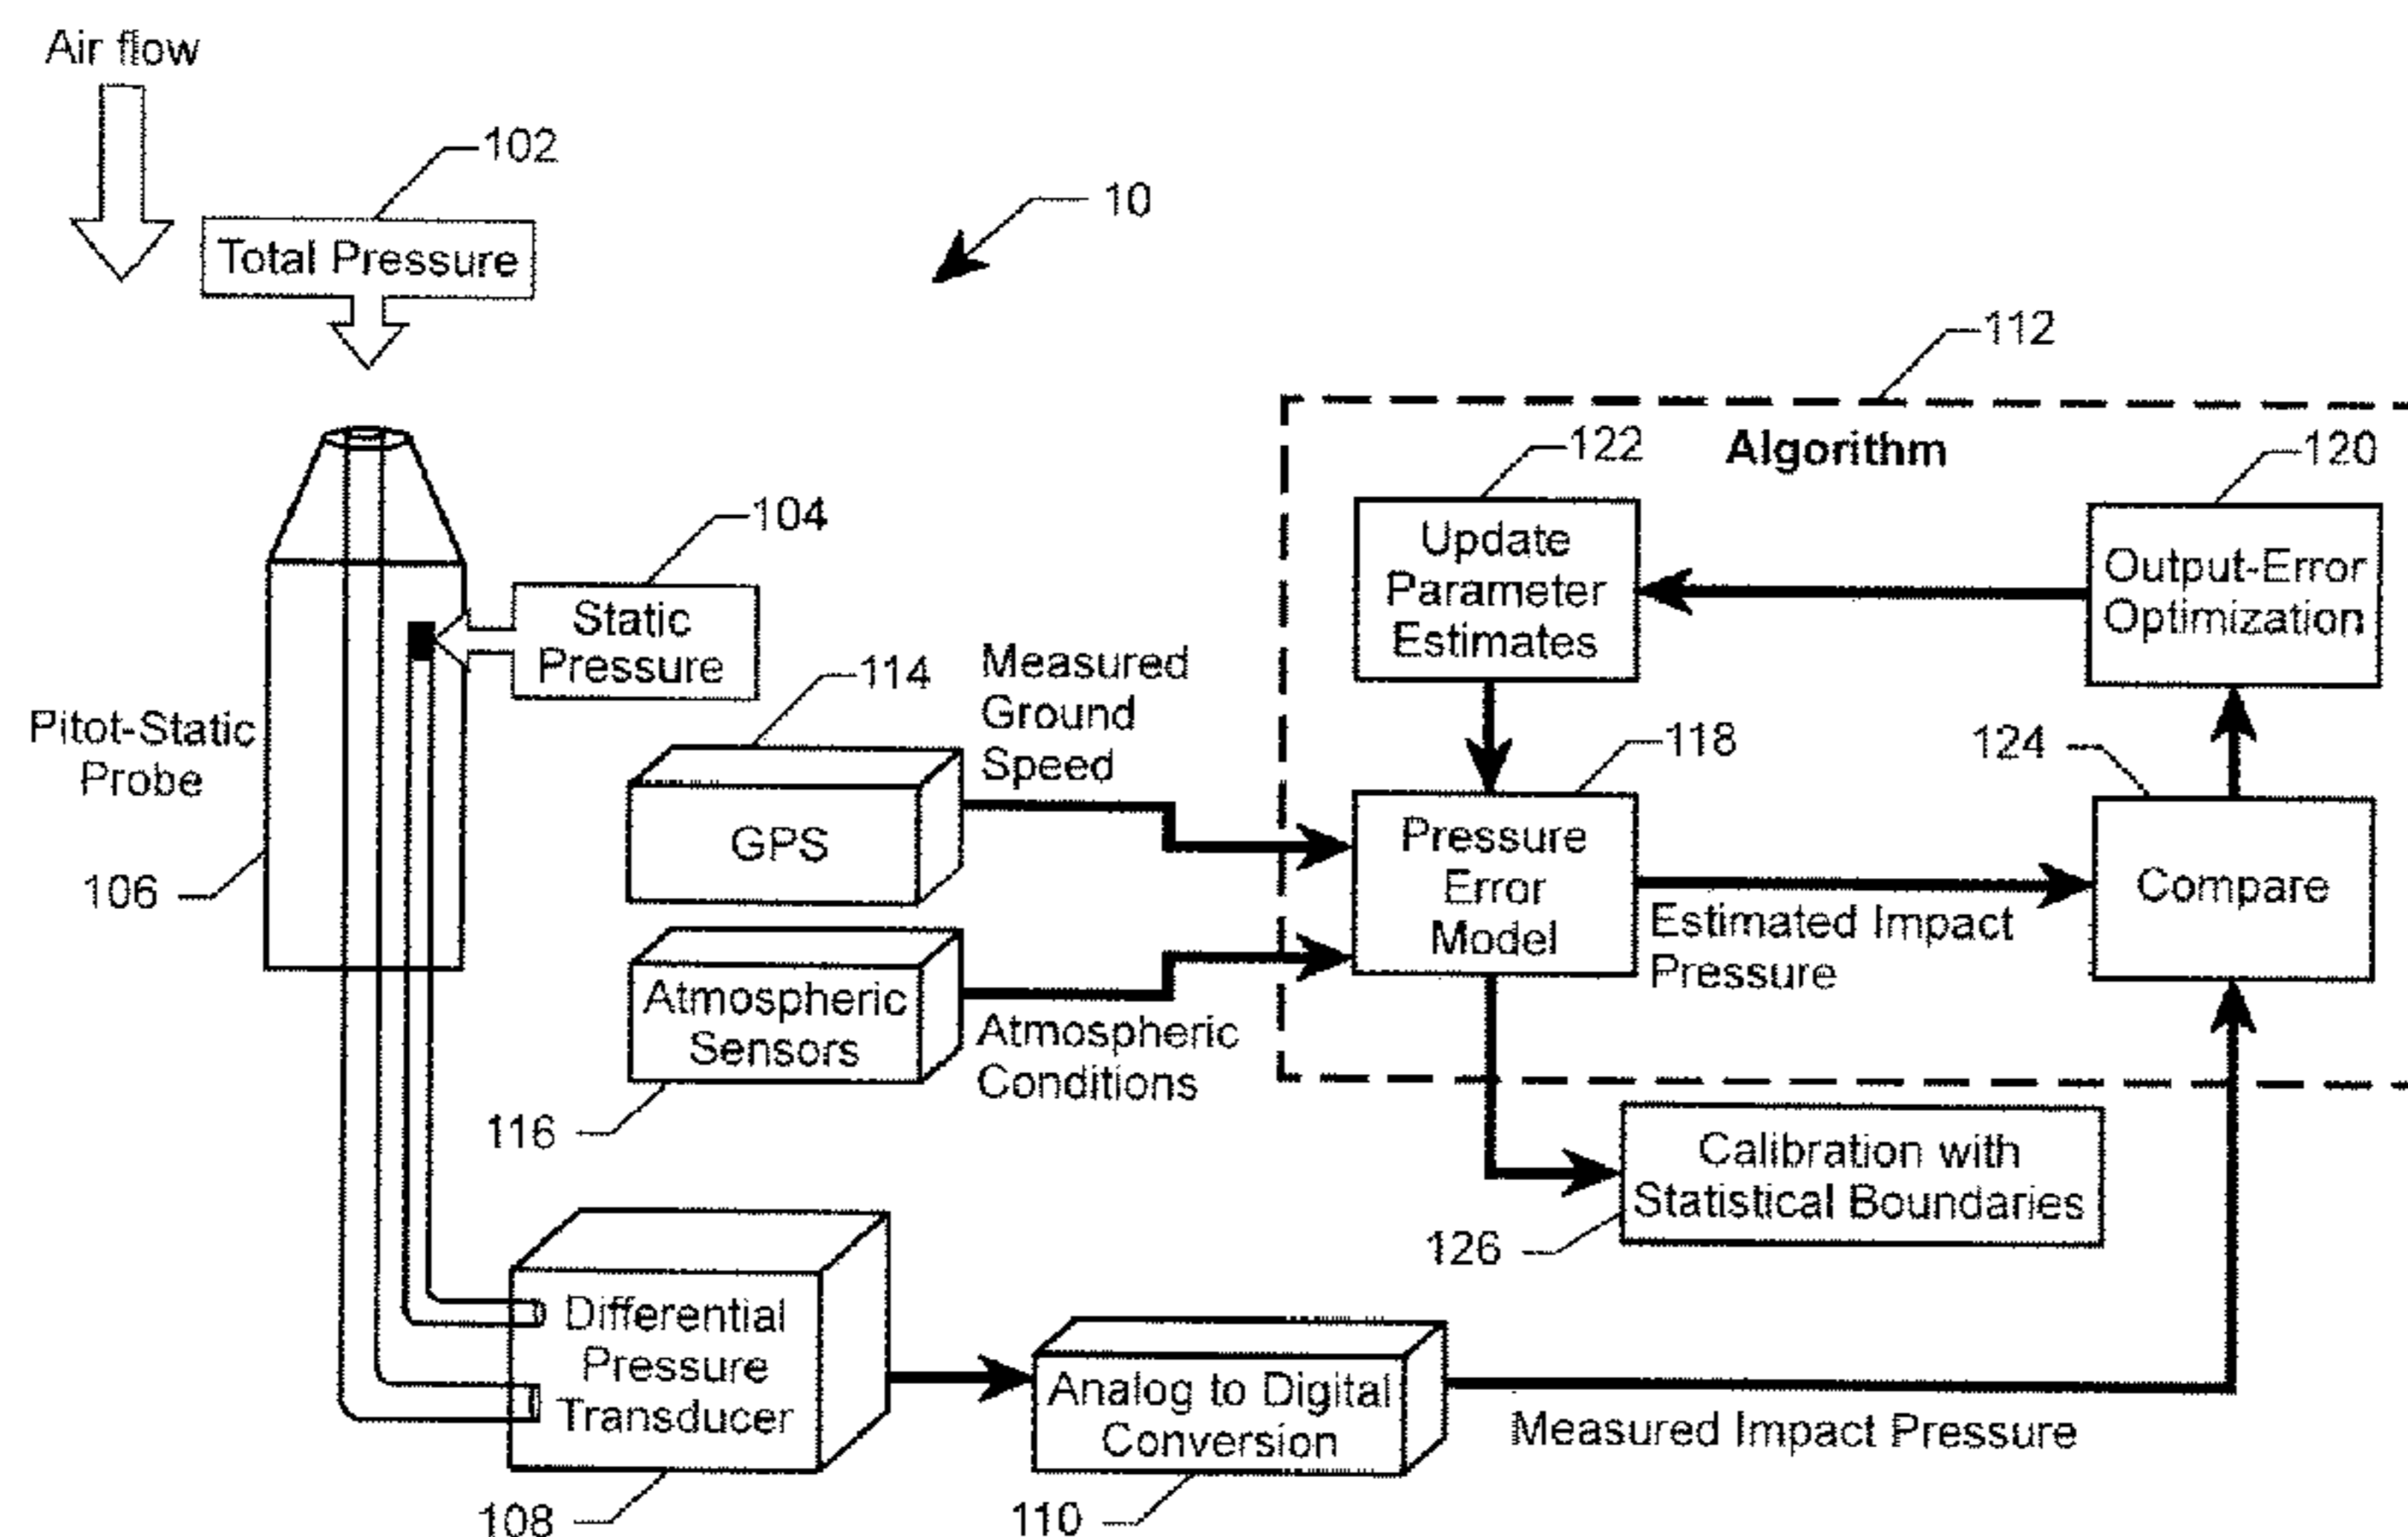 Air flow
102
Total Pressure
10
112
Algorithm
122
120
Update
Parameter
Estimates
Output-Error
Optimization
104
Static
Pressure
114
Measured
Ground
Speed
Pitot-Static
Probe
118
124
GPS
Pressure
Error
Model
Compare
106
Estimated Impact
Pressure
Atmospheric
Sensors
Atmospheric
Conditions
116
Calibration with
Statistical Boundaries
126
Differential
Pressure
Transducer
Analog to Digital
Conversion
Measured Impact Pressure
108
110